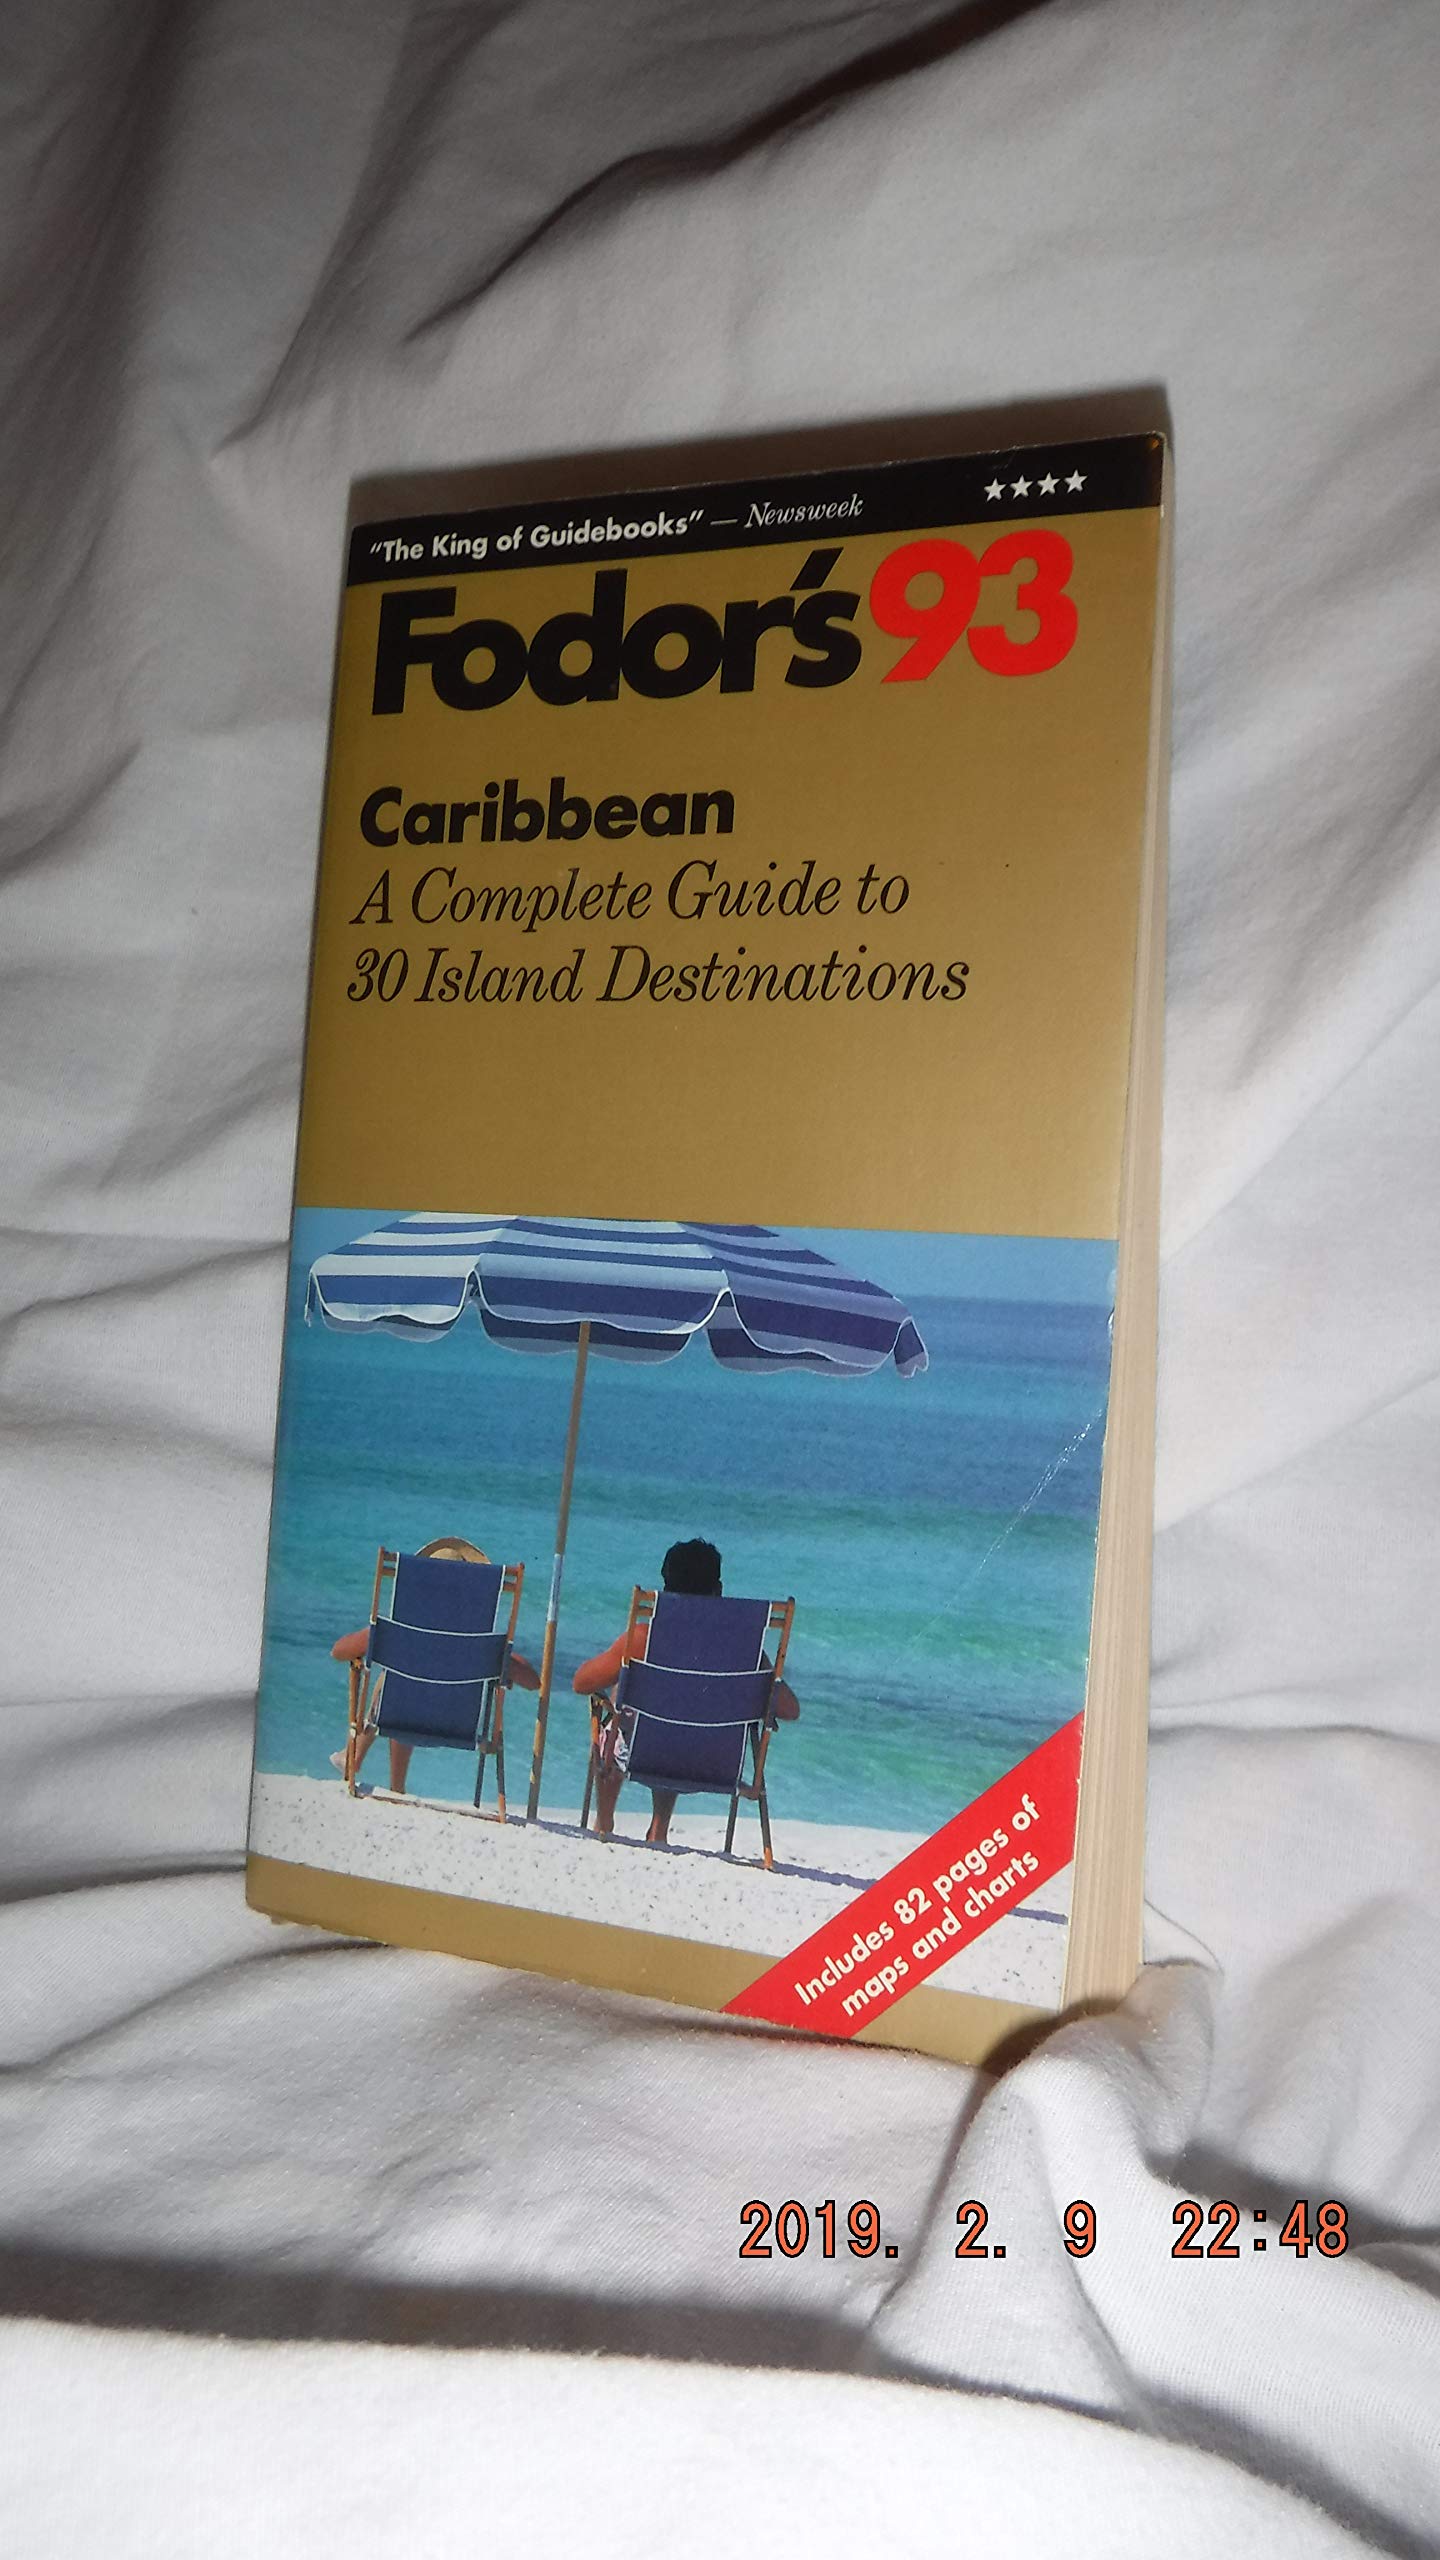 "The King of Guidebooks" — Newsweek ★★★★
Fodor's 93
Caribbean
A Complete Guide to
30 Island Destinations
Includes 82 pages of
maps and charts
2019. 2. 9 22:48